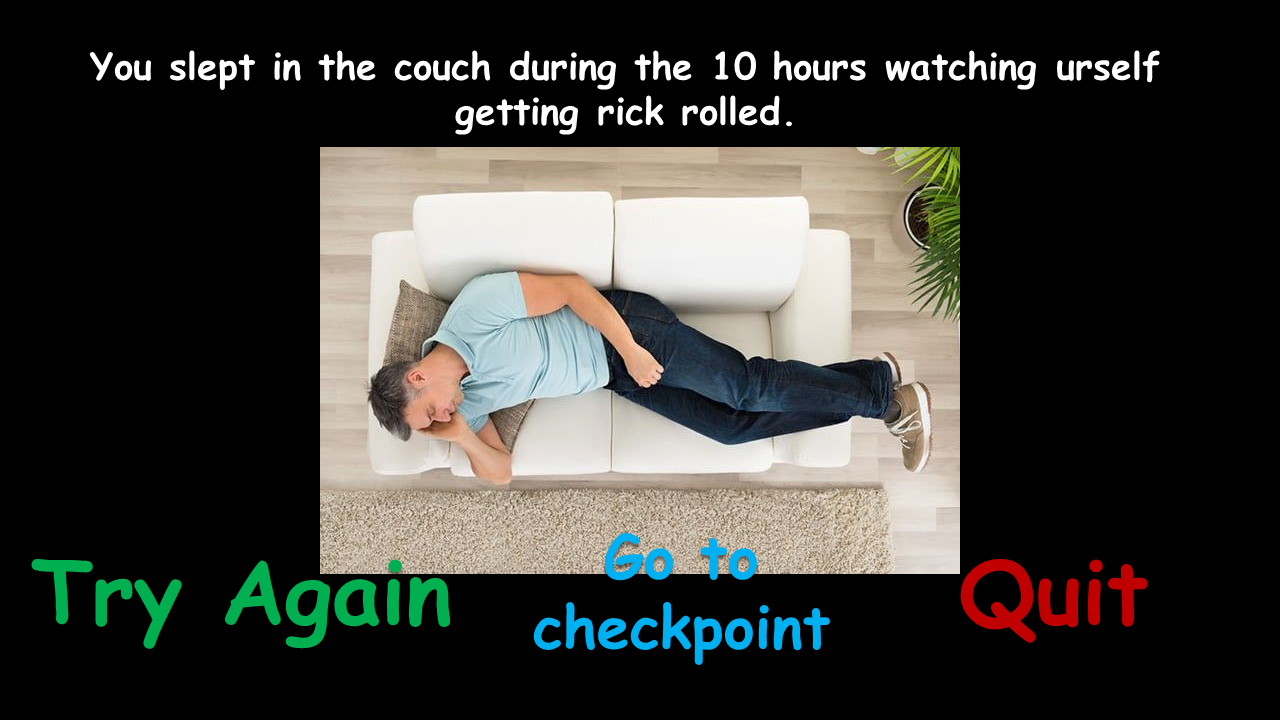 You slept in the couch during the 10 hours watching urself
getting rick rolled.
Try Again
Go to
checkpoint
Quit